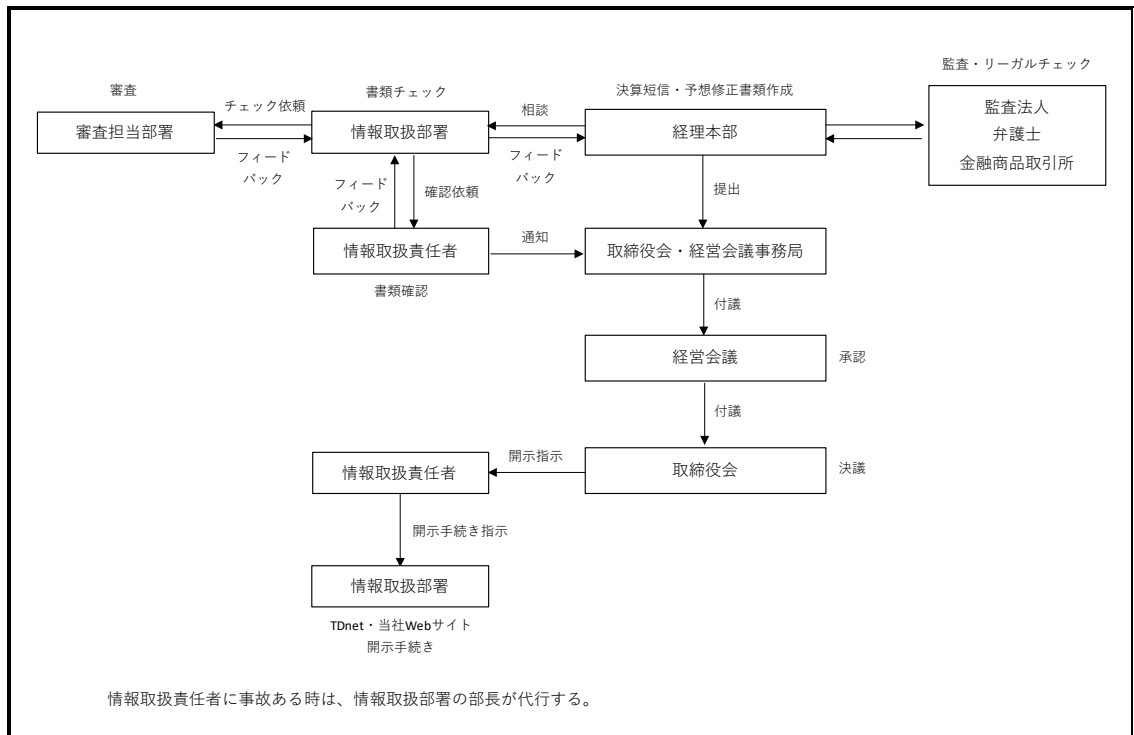 監査・リーガルチェック
審査
書類チェック
決算短信・予想修正書類作成
チェック依頼
相談
審査担当部署
情報取扱部署
経理本部
監査法人
弁護士
金融商品取引所
フィード
バック
フィード
バック
確認依頼
フィード
バック
提出
情報取扱責任者
通知
取締役会・経営会議事務局
書類確認
付議
経営会議
承認
付議
開示指示
情報取扱責任者
取締役会
決議
開示手続き指示
情報取扱部署
TDnet・当社Webサイト
開示手続き
情報取扱責任者に事故ある時は、情報取扱部署の部長が代行する。